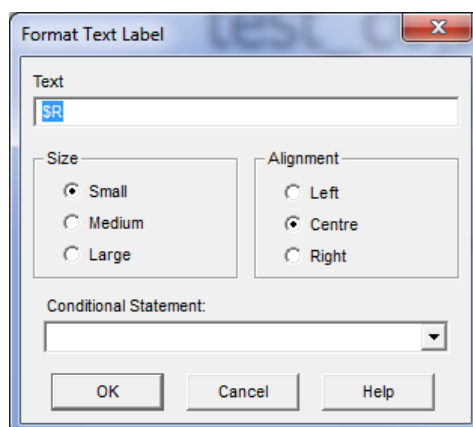 Format Text Label
Text
$R
Size
Small
Medium
Large
Alignment
Left
Centre
Right
Conditional Statement:
OK
Cancel
Help